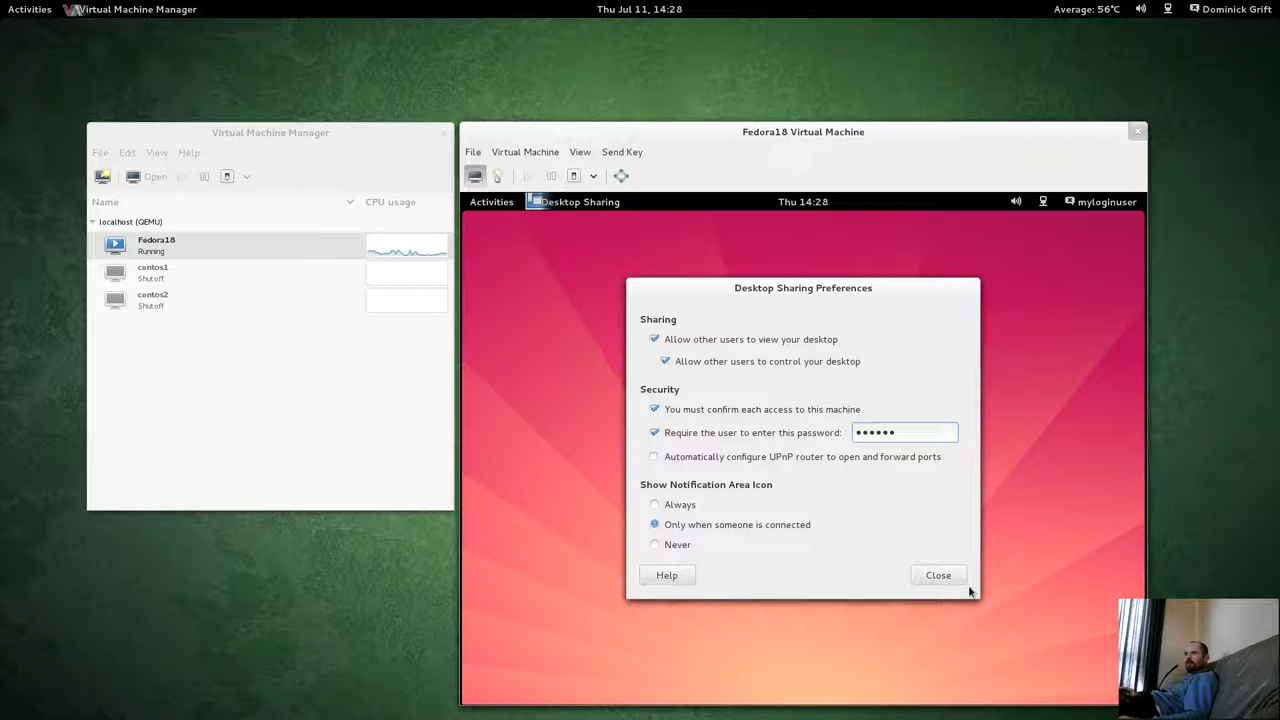 Activities Virtual Machine Manager Thu Jul 11, 14:28 Average: 56°C Dominick Grift
Virtual Machine Manager
File Edit View Help
Open
Name CPU usage
localhost (QEMU)
Fedora18
Running
centos1
Shutoff
centos2
Shutoff
Fedora18 Virtual Machine
File Virtual Machine View Send Key
Activities Desktop Sharing Thu 14:28 myloginuser
Desktop Sharing Preferences
Sharing
Allow other users to view your desktop
Allow other users to control your desktop
Security
You must confirm each access to this machine
Require the user to enter this password: ●●●●●●
Automatically configure UPnP router to open and forward ports
Show Notification Area Icon
Always
Only when someone is connected
Never
Help Close